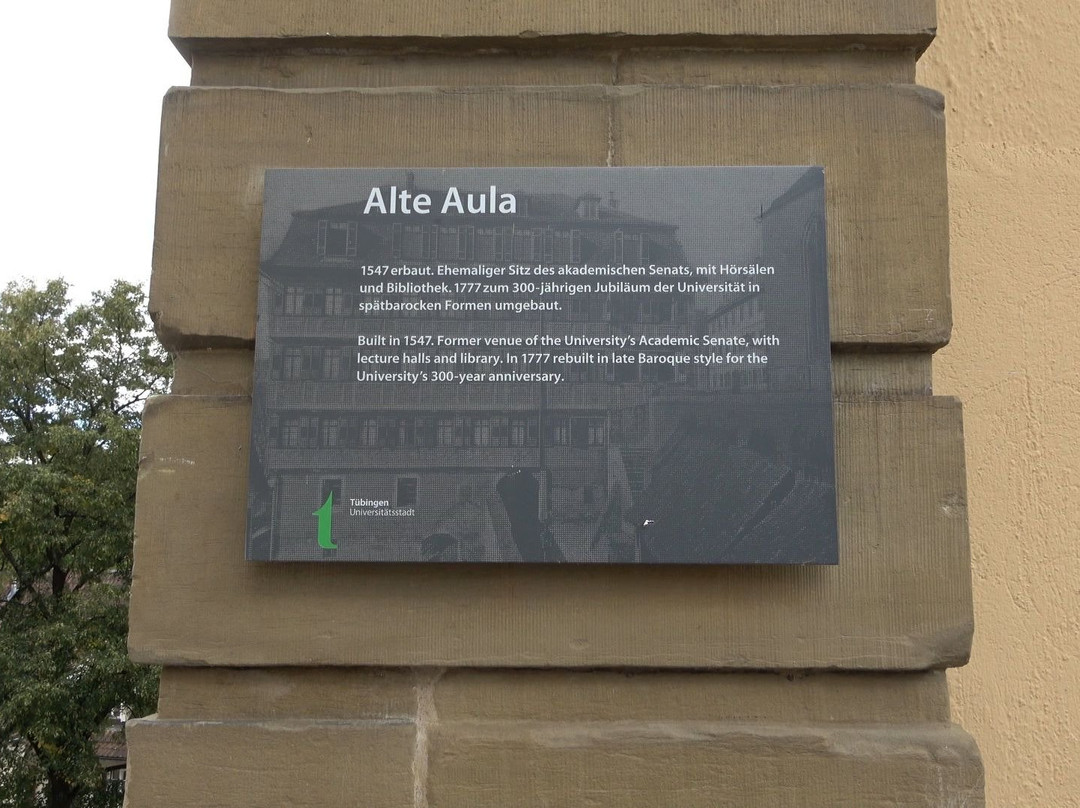 Alte Aula
1547 erbaut. Ehemaliger Sitz des akademischen Senats, mit Hörsälen
und Bibliothek. 1777 zum 300-jährigen Jubiläum der Universität in
spätbarocken Formen umgebaut.
Built in 1547. Former venue of the University's Academic Senate, with
lecture halls and library. In 1777 rebuilt in late Baroque style for the
University's 300-year anniversary.
t
Tübingen
Universitätsstadt